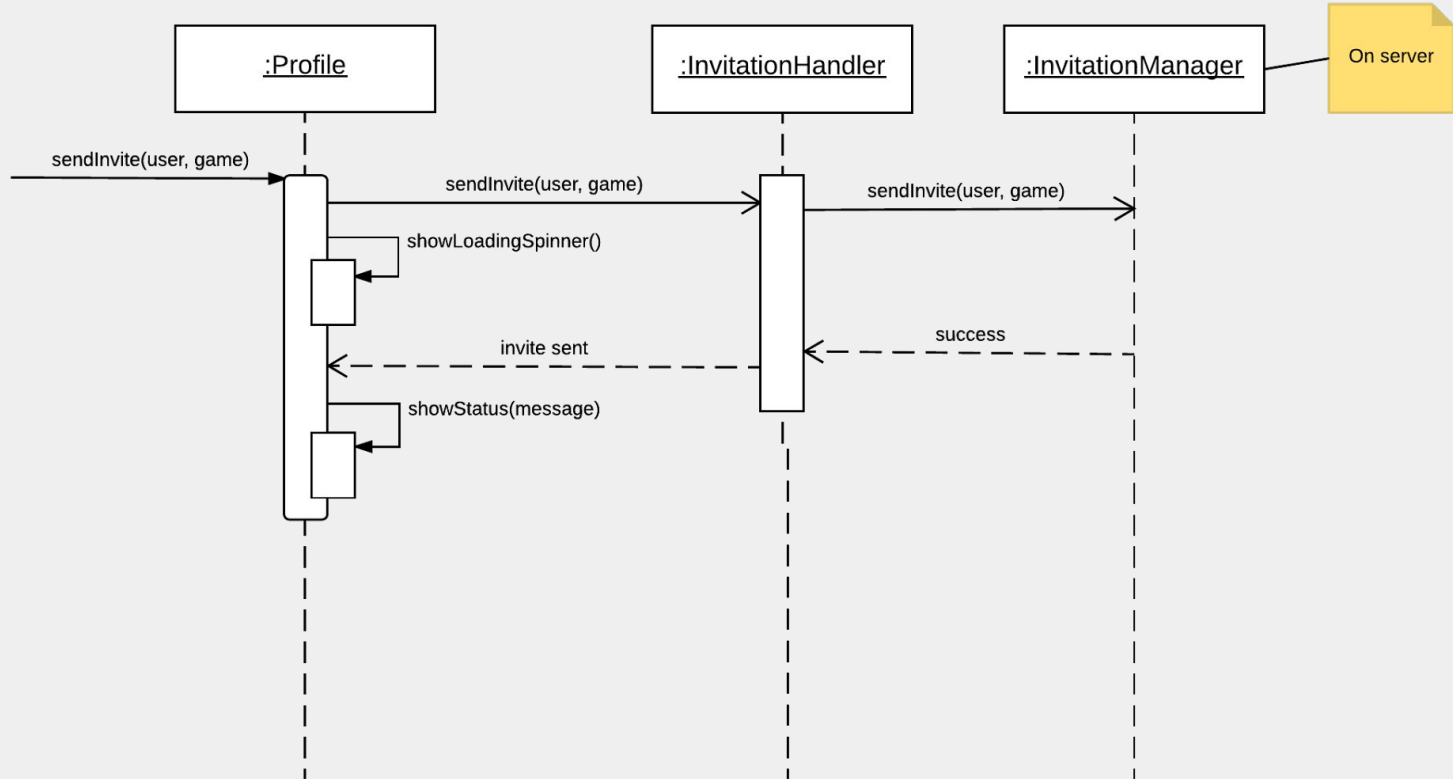 :Profile
:InvitationHandler
:InvitationManager
On server
sendInvite(user, game)
sendInvite(user, game)
sendInvite(user, game)
showLoadingSpinner()
success
invite sent
showStatus(message)